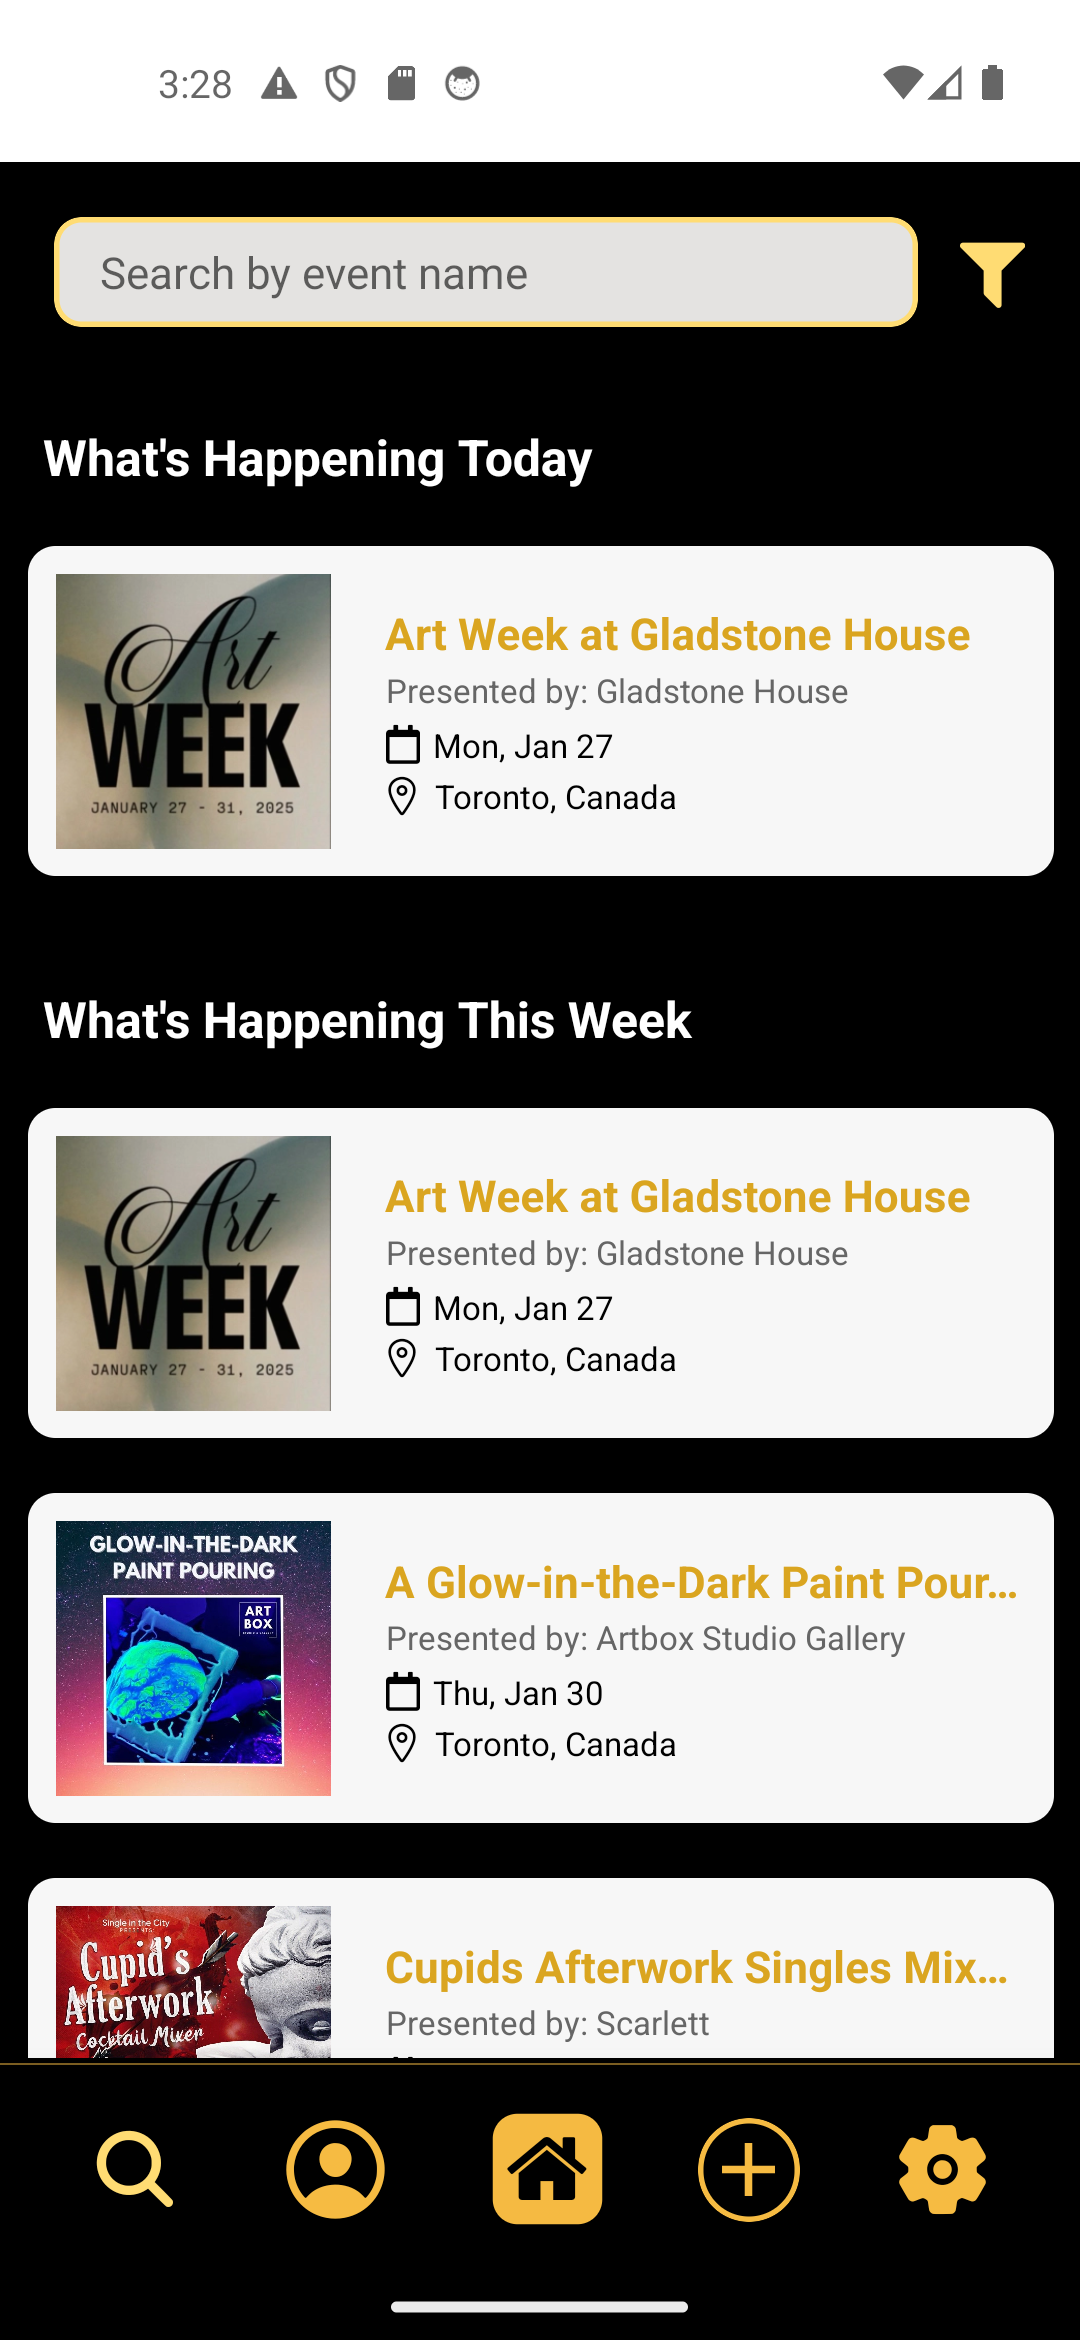 3:28
Search by event name
What's Happening Today
Art
WEEK
JANUARY 27 - 31, 2025
Art Week at Gladstone House
Presented by: Gladstone House
Mon, Jan 27
Toronto, Canada
What's Happening This Week
Art
WEEK
JANUARY 27 - 31, 2025
Art Week at Gladstone House
Presented by: Gladstone House
Mon, Jan 27
Toronto, Canada
GLOW-IN-THE-DARK
PAINT POURING
ART
BOX
A Glow-in-the-Dark Paint Pour...
Presented by: Artbox Studio Gallery
Thu, Jan 30
Toronto, Canada
Single in the City
PRESENTS
Cupid's
Afterwork
Cocktail Mixer
Cupids Afterwork Singles Mix...
Presented by: Scarlett